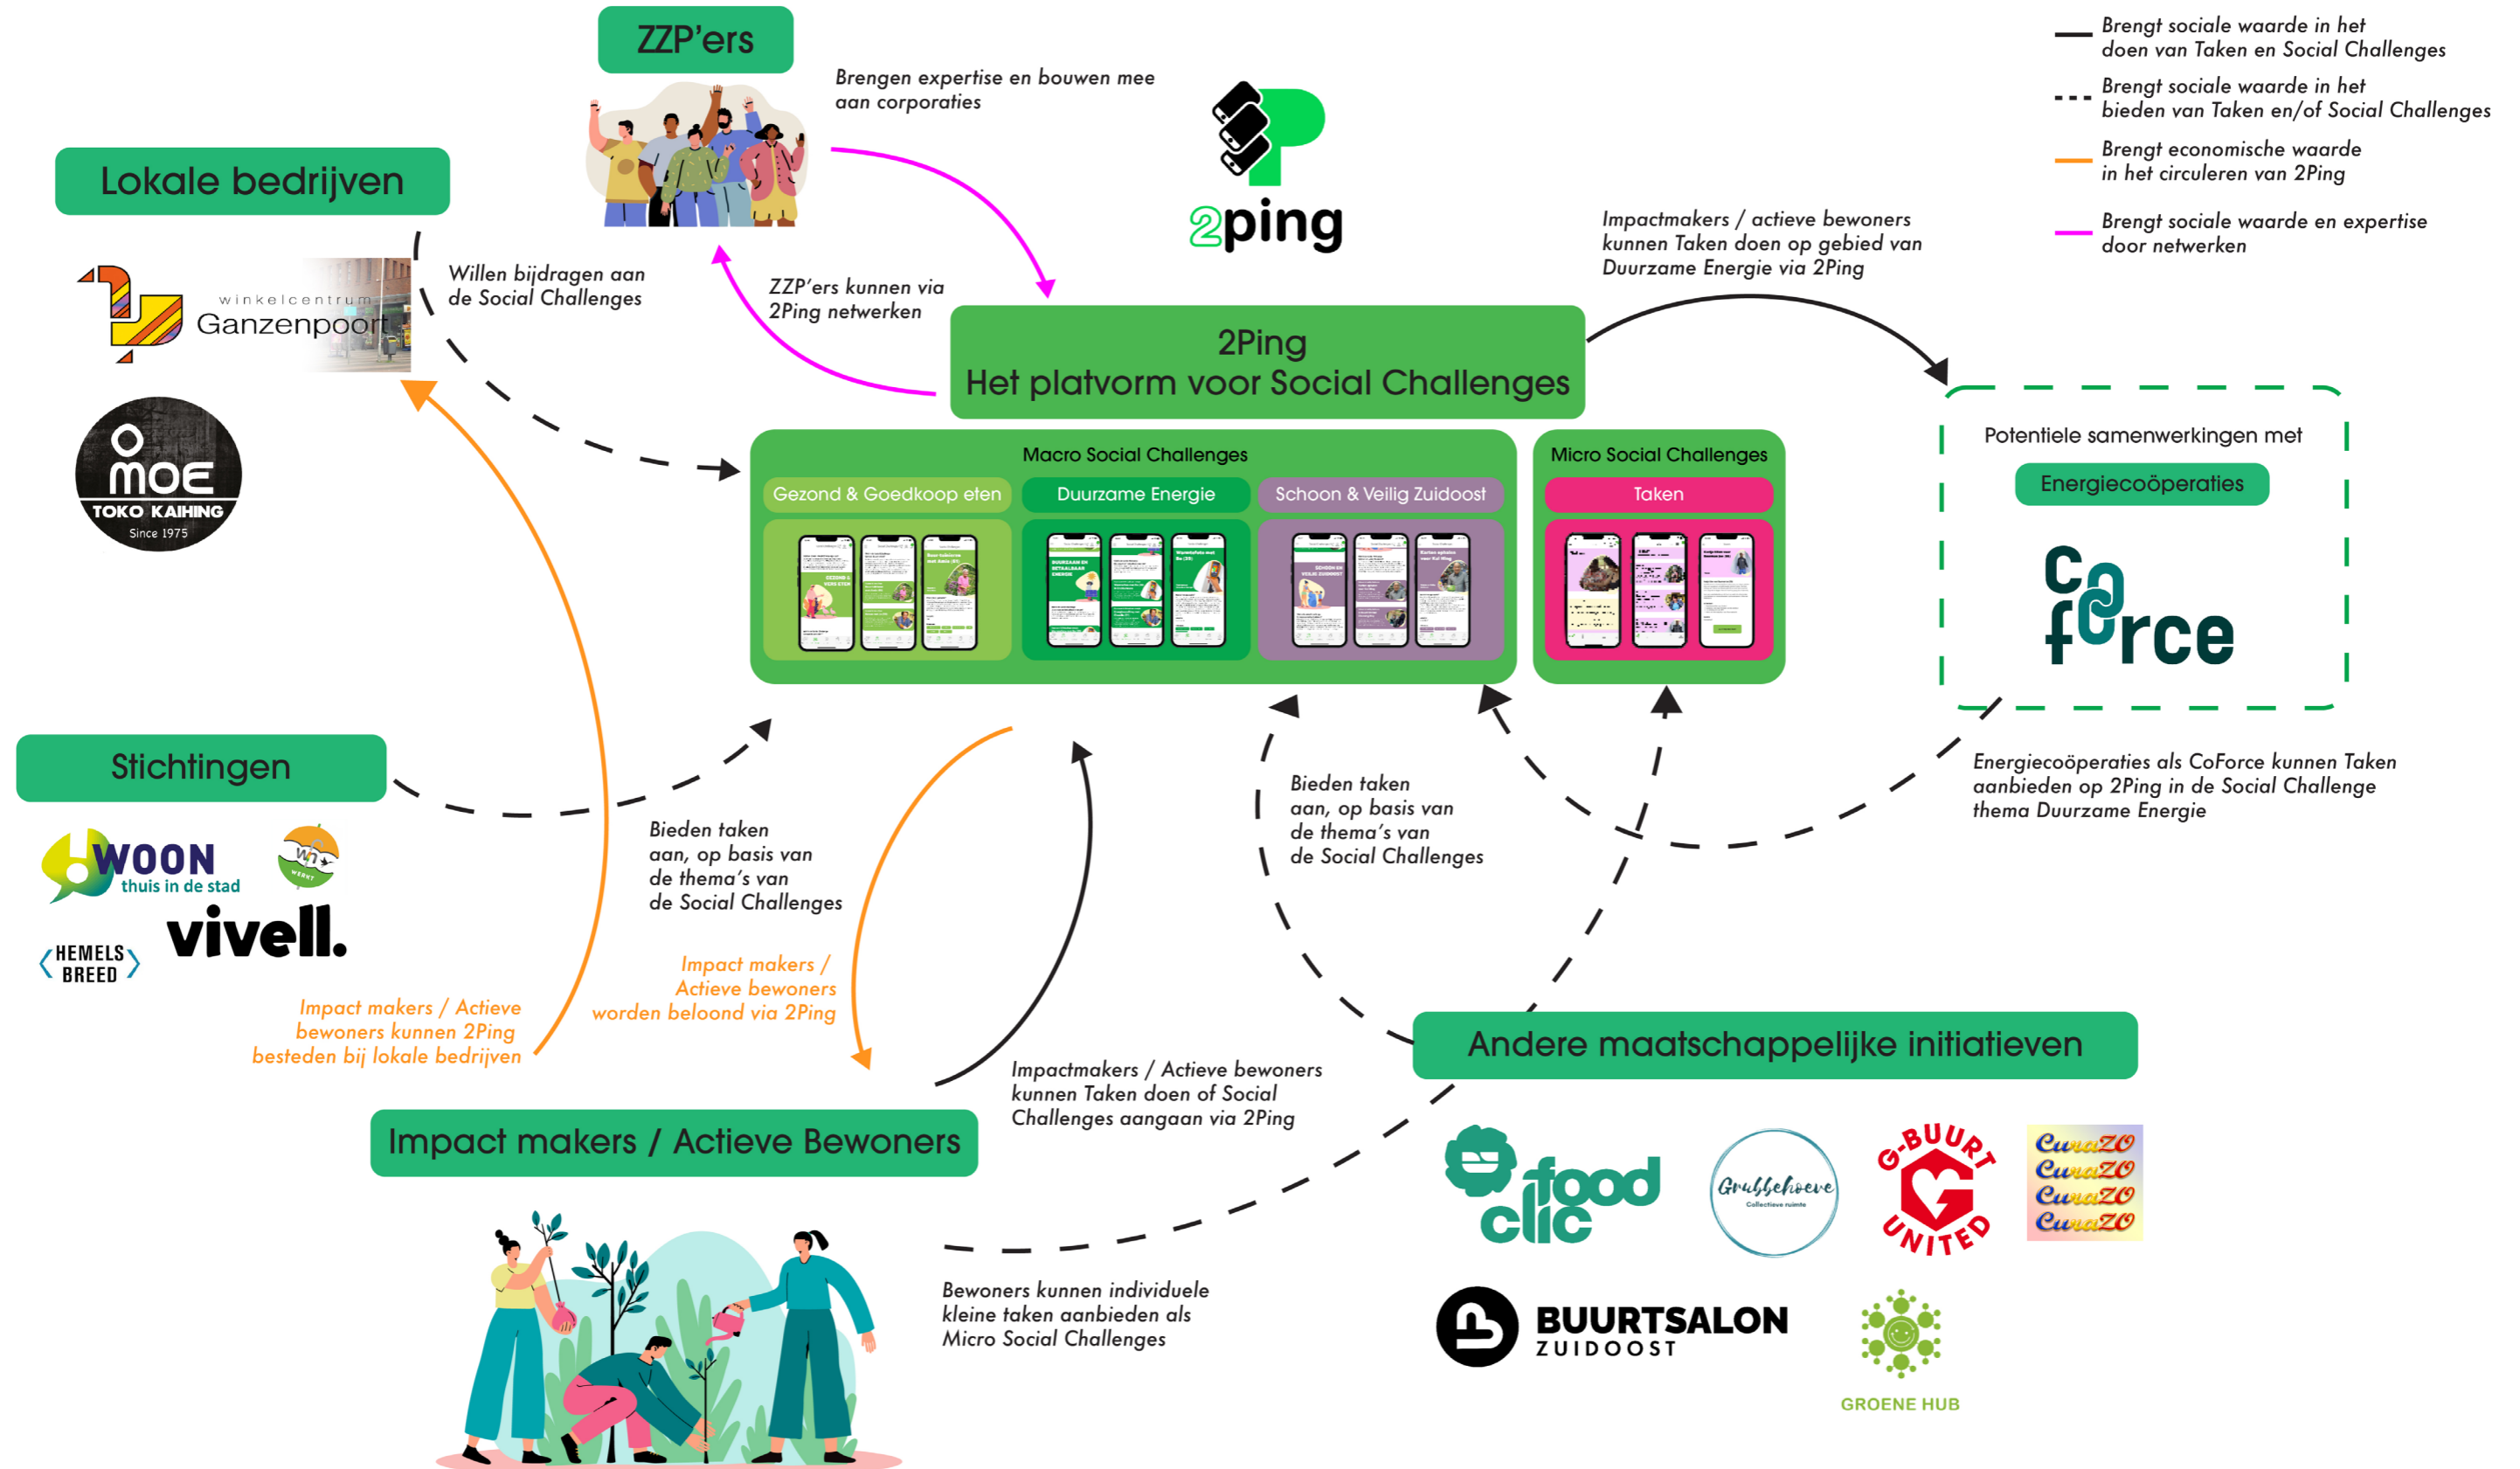 ZZP'ers
Brengen expertise en bouwen mee
aan corporaties
2ping
Brengt sociale waarde in het
doen van Taken en Social Challenges
Brengt sociale waarde in het
bieden van Taken en/of Social Challenges
Brengt economische waarde
in het circuleren van 2Ping
Brengt sociale waarde en expertise
door netwerken
Lokale bedrijven
winkelcentrum
Ganzenpoort
MOE
TOKO KAIHING
Since 1975
Willen bijdragen aan
de Social Challenges
ZZP'ers kunnen via
2Ping netwerken
Impactmakers / actieve bewoners
kunnen Taken doen op gebied van
Duurzame Energie via 2Ping
2Ping
Het platvorm voor Social Challenges
Macro Social Challenges
Gezond & Goedkoop eten
Duurzame Energie
Schoon & Veilig Zuidoost
Micro Social Challenges
Taken
Potentiele samenwerkingen met
Energiecoöperaties
coforce
Energiecoöperaties als CoForce kunnen Taken
aanbieden op 2Ping in de Social Challenge
thema Duurzame Energie
Stichtingen
!WOON
thuis in de stad
WERKT
HEMELS
BREED
vivell.
Bieden taken
aan, op basis van
de thema's van
de Social Challenges
Bieden taken
aan, op basis van
de thema's van
de Social Challenges
Impact makers /
Actieve bewoners
worden beloond via 2Ping
Impact makers / Actieve
bewoners kunnen 2Ping
besteden bij lokale bedrijven
Impactmakers / Actieve bewoners
kunnen Taken doen of Social
Challenges aangaan via 2Ping
Impact makers / Actieve Bewoners
Bewoners kunnen individuele
kleine taken aanbieden als
Micro Social Challenges
Andere maatschappelijke initiatieven
food
clic
Grubbehoeve
Collectieve ruimte
G-BUURT
UNITED
CuraZO
CuraZO
CuraZO
CuraZO
BUURTSALON
ZUIDOOST
GROENE HUB